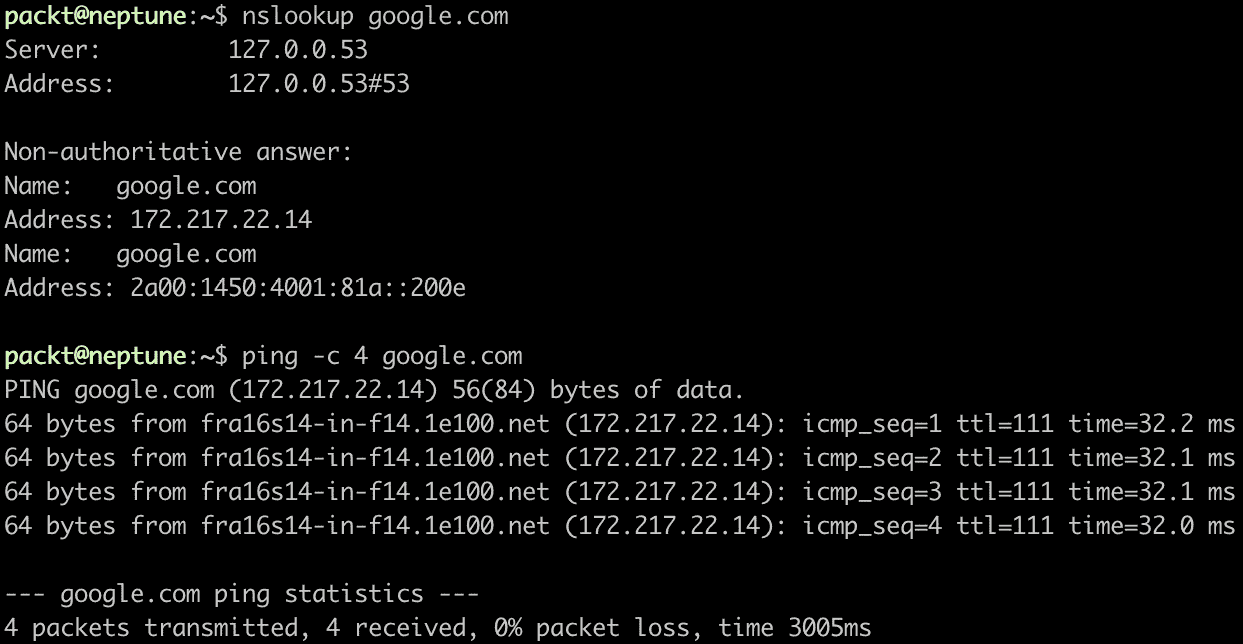 packt@neptune:~$ nslookup google.com
Server:         127.0.0.53
Address:        127.0.0.53#53

Non-authoritative answer:
Name:   google.com
Address: 172.217.22.14
Name:   google.com
Address: 2a00:1450:4001:81a::200e

packt@neptune:~$ ping -c 4 google.com
PING google.com (172.217.22.14) 56(84) bytes of data.
64 bytes from fra16s14-in-f14.1e100.net (172.217.22.14): icmp_seq=1 ttl=111 time=32.2 ms
64 bytes from fra16s14-in-f14.1e100.net (172.217.22.14): icmp_seq=2 ttl=111 time=32.1 ms
64 bytes from fra16s14-in-f14.1e100.net (172.217.22.14): icmp_seq=3 ttl=111 time=32.1 ms
64 bytes from fra16s14-in-f14.1e100.net (172.217.22.14): icmp_seq=4 ttl=111 time=32.0 ms

--- google.com ping statistics ---
4 packets transmitted, 4 received, 0% packet loss, time 3005ms